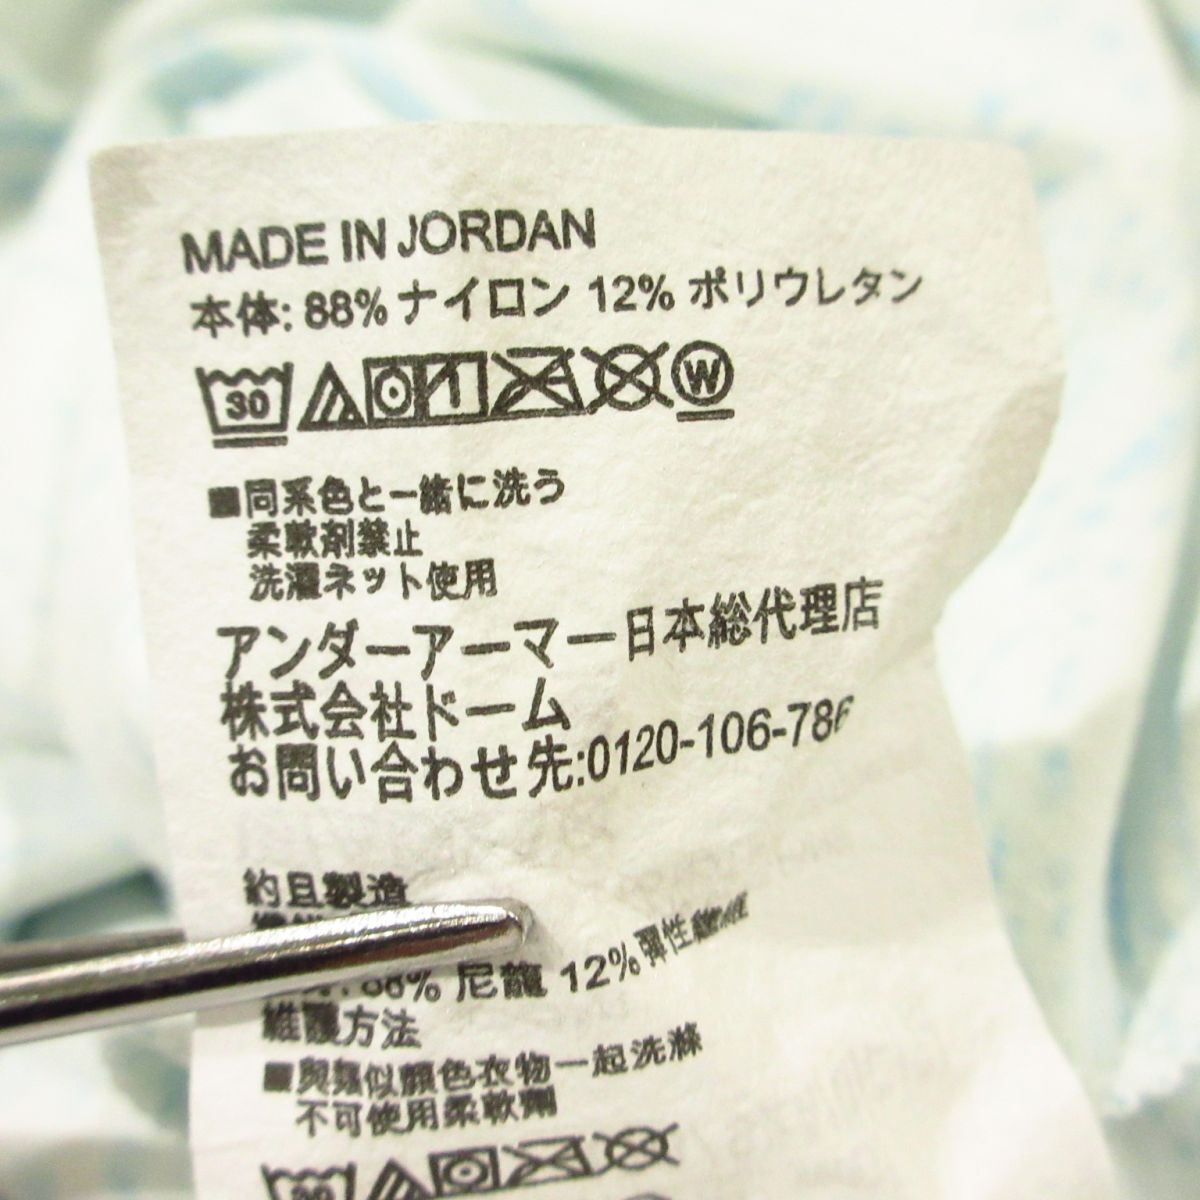 MADE IN JORDAN
本体: 88% ナイロン 12% ポリウレタン
30 W
■同系色と一緒に洗う
柔軟剤禁止
洗濯ネット使用
アンダーアーマー日本総代理店
株式会社ドーム
お問い合わせ先:0120-106-786
約旦製造
88% 尼龍 12% 彈性纖維
維護方法
■與類似顏色衣物一起洗滌
不可使用柔軟劑
30